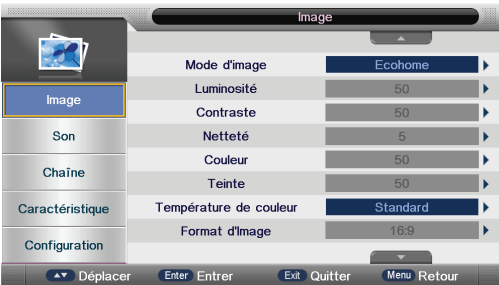 Image
Image
Son
Chaîne
Caractéristique
Configuration
Mode d'image Ecohome
Luminosité 50
Contraste 50
Netteté 5
Couleur 50
Teinte 50
Température de couleur Standard
Format d'Image 16:9
Déplacer Enter Entrer Exit Quitter Menu Retour